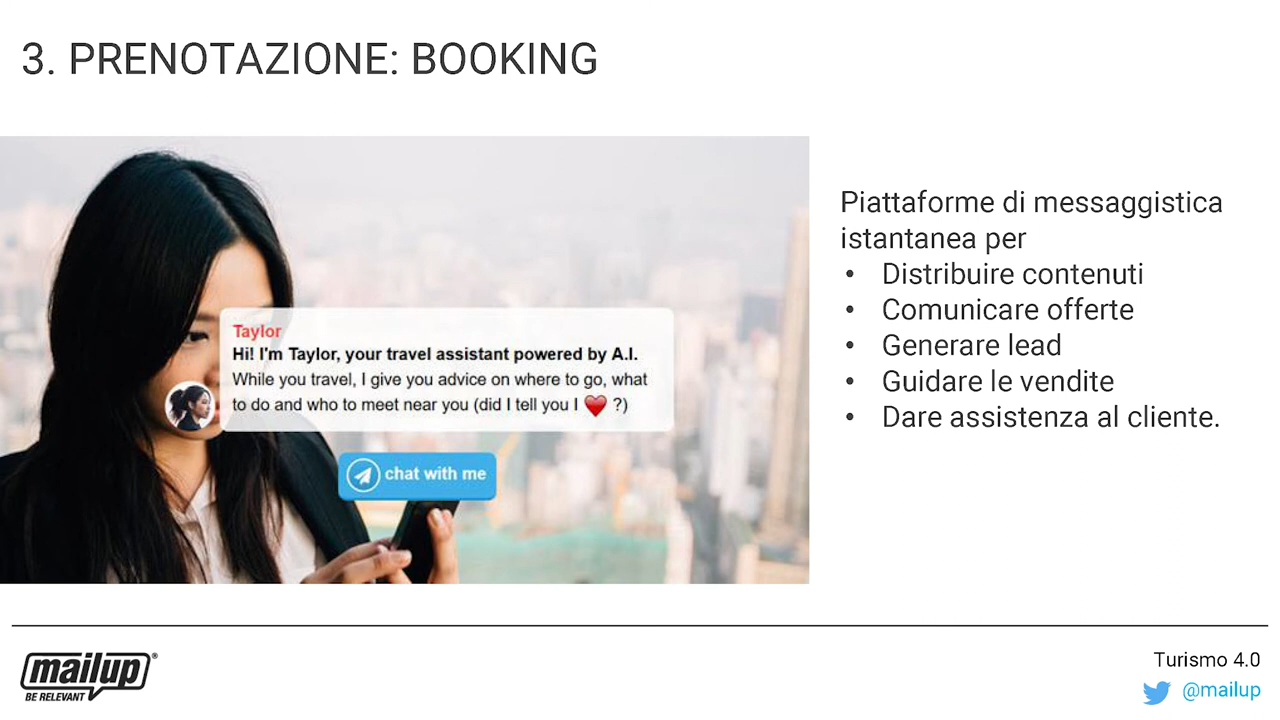 3. PRENOTAZIONE: BOOKING
Taylor
Hi! I'm Taylor, your travel assistant powered by A.I.
While you travel, I give you advice on where to go, what
to do and who to meet near you (did I tell you I ❤ ?)
chat with me
Piattaforme di messaggistica
istantanea per
• Distribuire contenuti
• Comunicare offerte
• Generare lead
• Guidare le vendite
• Dare assistenza al cliente.
mailup®
BE RELEVANT
Turismo 4.0
@mailup